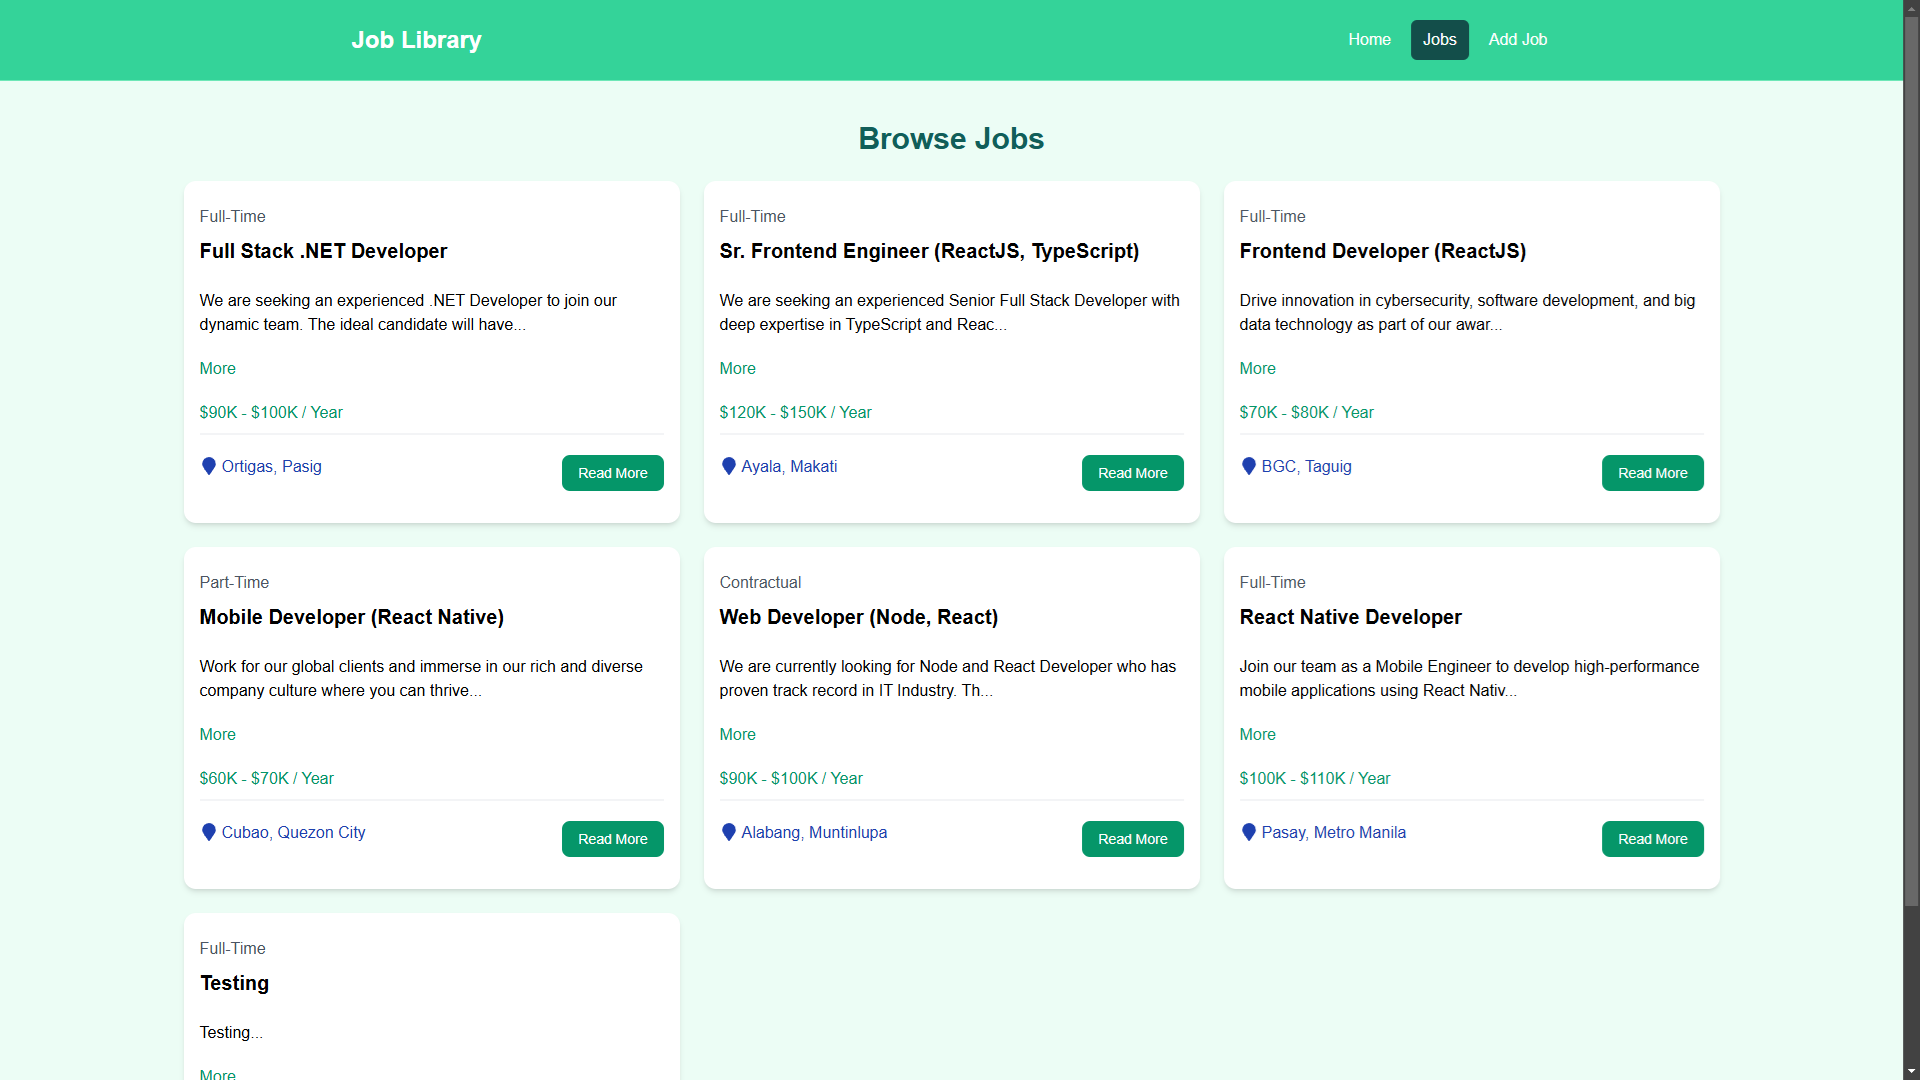 Job Library
Home
Jobs
Add Job
Browse Jobs
Full-Time
Full Stack .NET Developer
We are seeking an experienced .NET Developer to join our
dynamic team. The ideal candidate will have...
More
$90K - $100K / Year
Ortigas, Pasig
Read More
Full-Time
Sr. Frontend Engineer (ReactJS, TypeScript)
We are seeking an experienced Senior Full Stack Developer with
deep expertise in TypeScript and Reac...
More
$120K - $150K / Year
Ayala, Makati
Read More
Full-Time
Frontend Developer (ReactJS)
Drive innovation in cybersecurity, software development, and big
data technology as part of our awar...
More
$70K - $80K / Year
BGC, Taguig
Read More
Part-Time
Mobile Developer (React Native)
Work for our global clients and immerse in our rich and diverse
company culture where you can thrive...
More
$60K - $70K / Year
Cubao, Quezon City
Read More
Contractual
Web Developer (Node, React)
We are currently looking for Node and React Developer who has
proven track record in IT Industry. Th...
More
$90K - $100K / Year
Alabang, Muntinlupa
Read More
Full-Time
React Native Developer
Join our team as a Mobile Engineer to develop high-performance
mobile applications using React Nativ...
More
$100K - $110K / Year
Pasay, Metro Manila
Read More
Full-Time
Testing
Testing...
More